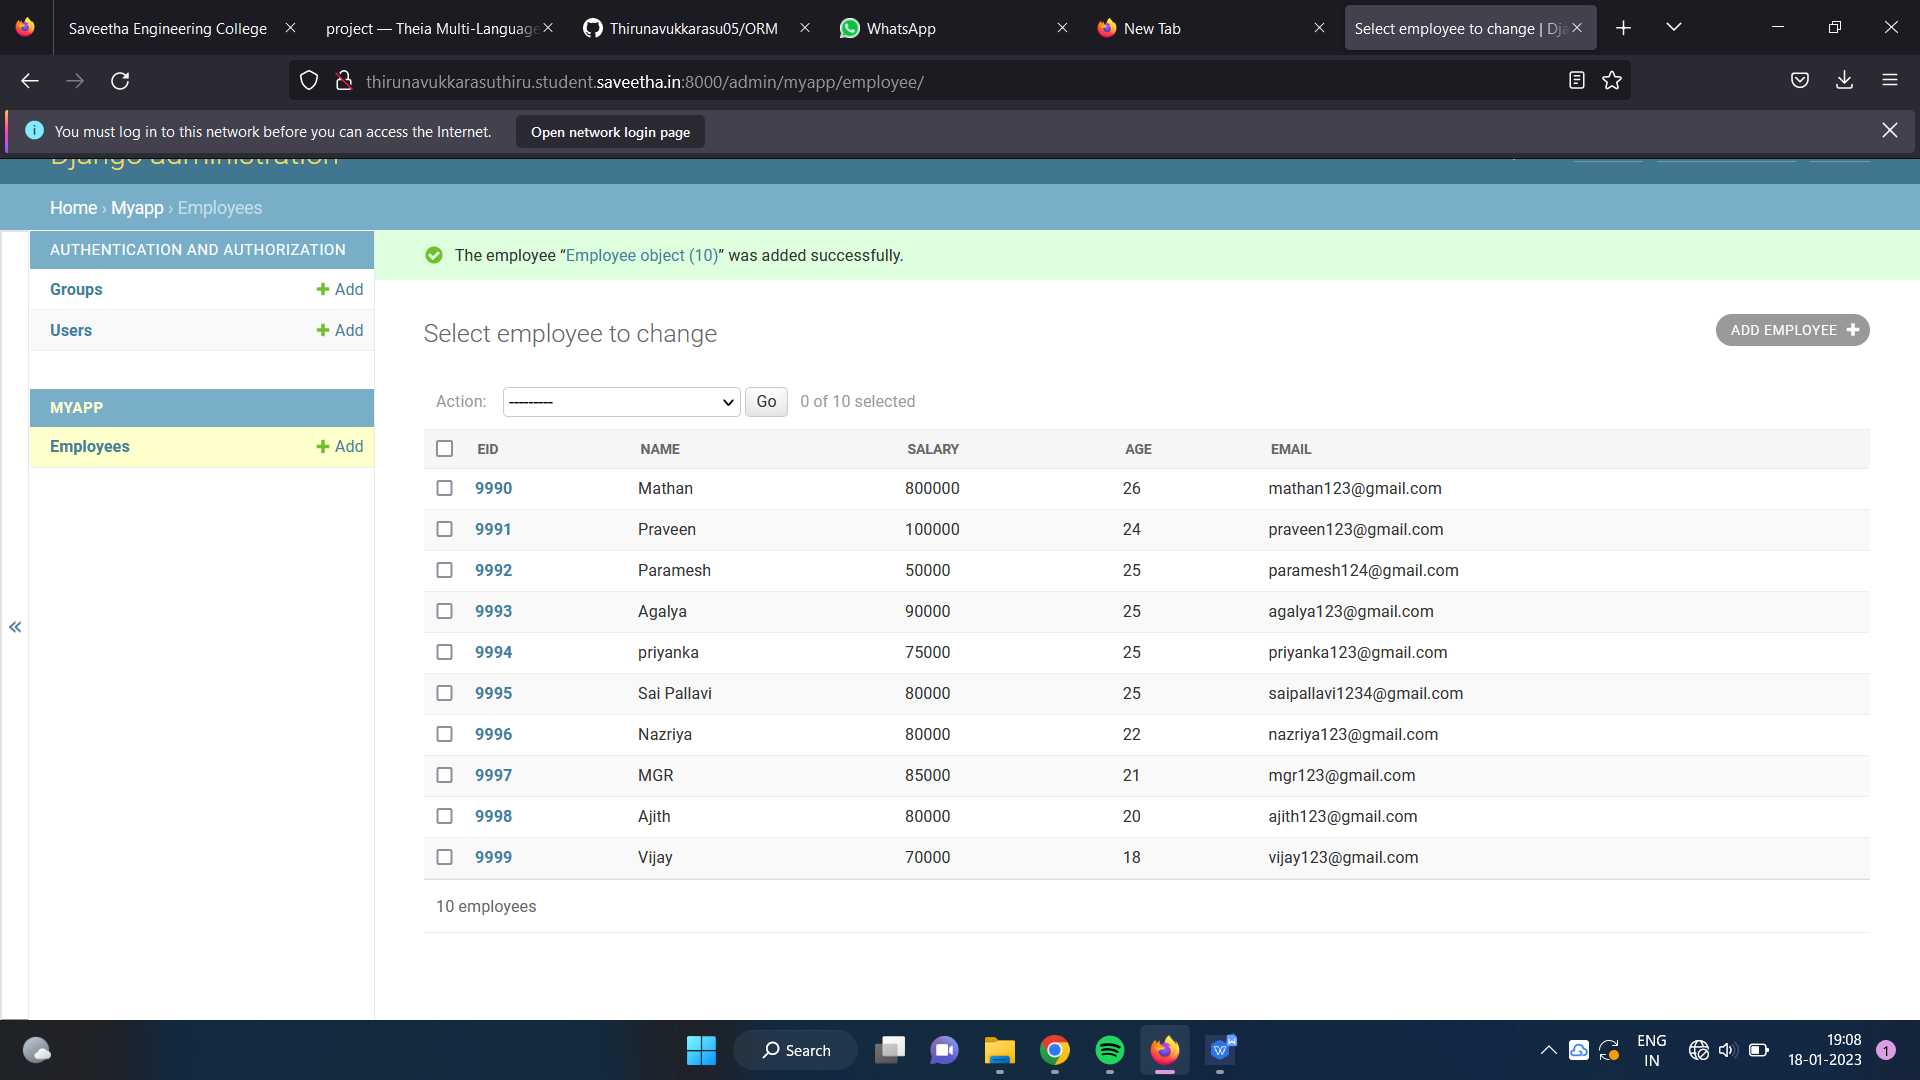 Saveetha Engineering College
project — Theia Multi-Language
Thirunavukkarasu05/ORM
WhatsApp
New Tab
Select employee to change | Dja
thirunavukkarasuthiru.student.saveetha.in:8000/admin/myapp/employee/
You must log in to this network before you can access the Internet.
Open network login page
Django administration
Home › Myapp › Employees
AUTHENTICATION AND AUTHORIZATION
Groups + Add
Users + Add
MYAPP
Employees + Add
«
The employee “Employee object (10)” was added successfully.
Select employee to change
ADD EMPLOYEE +
Action: --------- Go 0 of 10 selected
EID NAME SALARY AGE EMAIL
9990 Mathan 800000 26 mathan123@gmail.com
9991 Praveen 100000 24 praveen123@gmail.com
9992 Paramesh 50000 25 paramesh124@gmail.com
9993 Agalya 90000 25 agalya123@gmail.com
9994 priyanka 75000 25 priyanka123@gmail.com
9995 Sai Pallavi 80000 25 saipallavi1234@gmail.com
9996 Nazriya 80000 22 nazriya123@gmail.com
9997 MGR 85000 21 mgr123@gmail.com
9998 Ajith 80000 20 ajith123@gmail.com
9999 Vijay 70000 18 vijay123@gmail.com
10 employees
Search
ENG
IN
19:08
18-01-2023
1